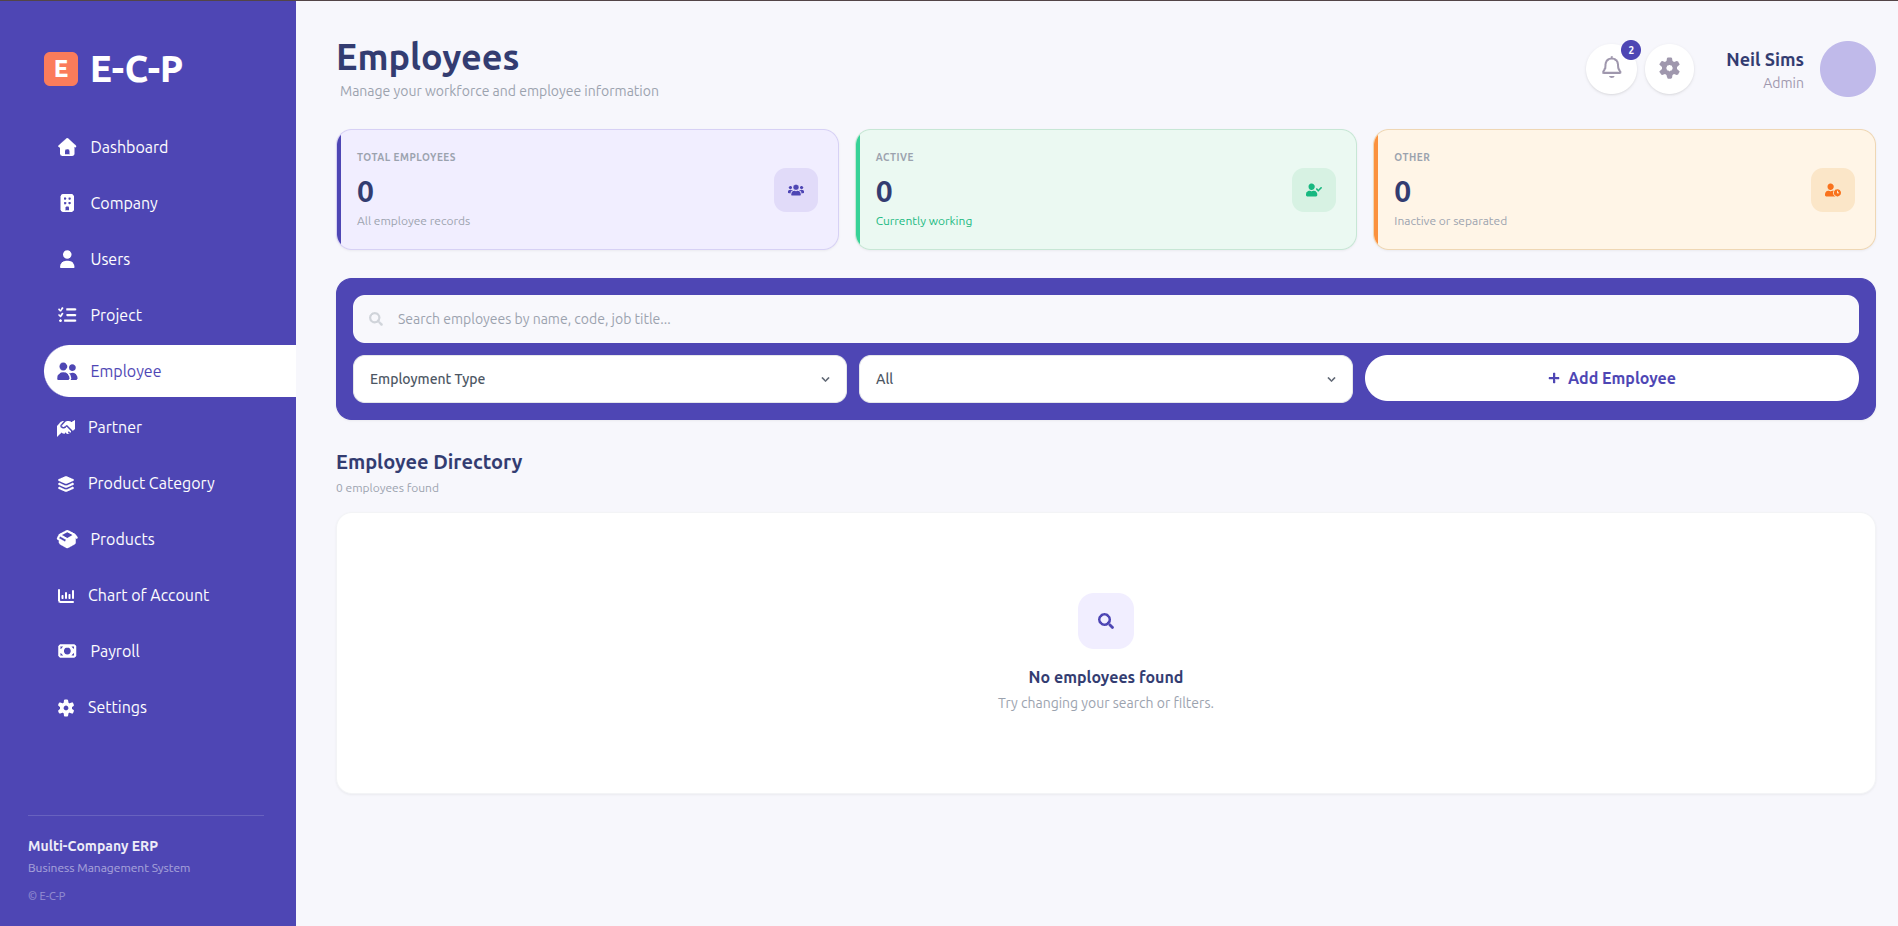 E E-C-P
Dashboard
Company
Users
Project
Employee
Partner
Product Category
Products
Chart of Account
Payroll
Settings
Multi-Company ERP
Business Management System
© E-C-P
Employees
Manage your workforce and employee information
2
Neil Sims
Admin
TOTAL EMPLOYEES
0
All employee records
ACTIVE
0
Currently working
OTHER
0
Inactive or separated
Search employees by name, code, job title...
Employment Type
All
+ Add Employee
Employee Directory
0 employees found
No employees found
Try changing your search or filters.